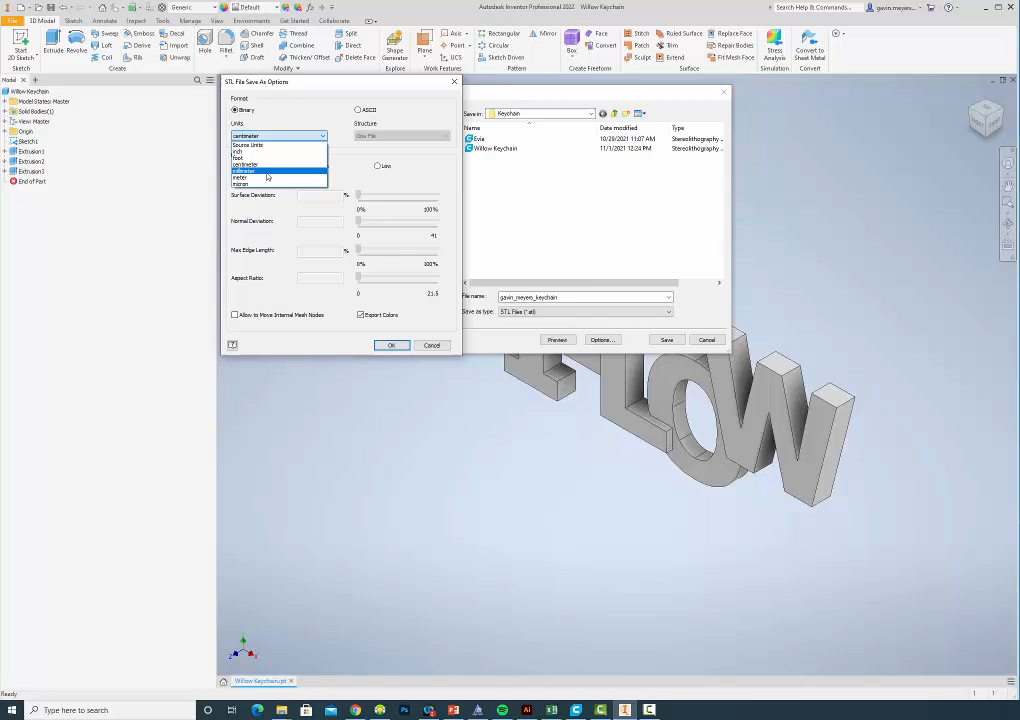 Generic
Default
Autodesk Inventor Professional 2022 Willow Keychain
Search Help & Commands...
gavin.meyers...
File 3D Model Sketch Annotate Inspect Tools Manage View Environments Get Started Collaborate
Start 2D Sketch
Extrude
Revolve
Sweep
Loft
Coil
Emboss
Derive
Rib
Decal
Import
Unwrap
Hole
Fillet
Chamfer
Shell
Draft
Thread
Combine
Thicken/ Offset
Split
Direct
Delete Face
Shape Generator
Plane
Axis
Point
UCS
Rectangular
Circular
Sketch Driven
Mirror
Box
Face
Convert
Stitch
Patch
Sculpt
Ruled Surface
Trim
Extend
Replace Face
Repair Bodies
Fit Mesh Face
Stress Analysis
Convert to Sheet Metal
Sketch Create Modify Explore Work Features Pattern Create Freeform Surface Simulation Convert
Model
Willow Keychain
Model States: Master
Solid Bodies(1)
View: Master
Origin
Sketch1
Extrusion1
Extrusion2
Extrusion3
End of Part
STL File Save As Options
Format
Binary
ASCII
Units
Structure
centimeter
One File
Source Units
inch
foot
centimeter
millimeter
meter
micron
Low
Surface Deviation:
%
0% 100%
Normal Deviation:
0 41
Max Edge Length:
%
0% 100%
Aspect Ratio:
0 21.5
Allow to Move Internal Mesh Nodes
Export Colors
OK Cancel
Save in: Keychain
Name Date modified Type
Evie 10/20/2021 11:07 AM Stereolithography
Willow Keychain 11/1/2021 12:24 PM Stereolithography
File name: gavin_meyers_keychain
Save as type: STL Files (*.stl)
Preview Options... Save Cancel
Willow Keychain.ipt
Ready
1 1
Type here to search